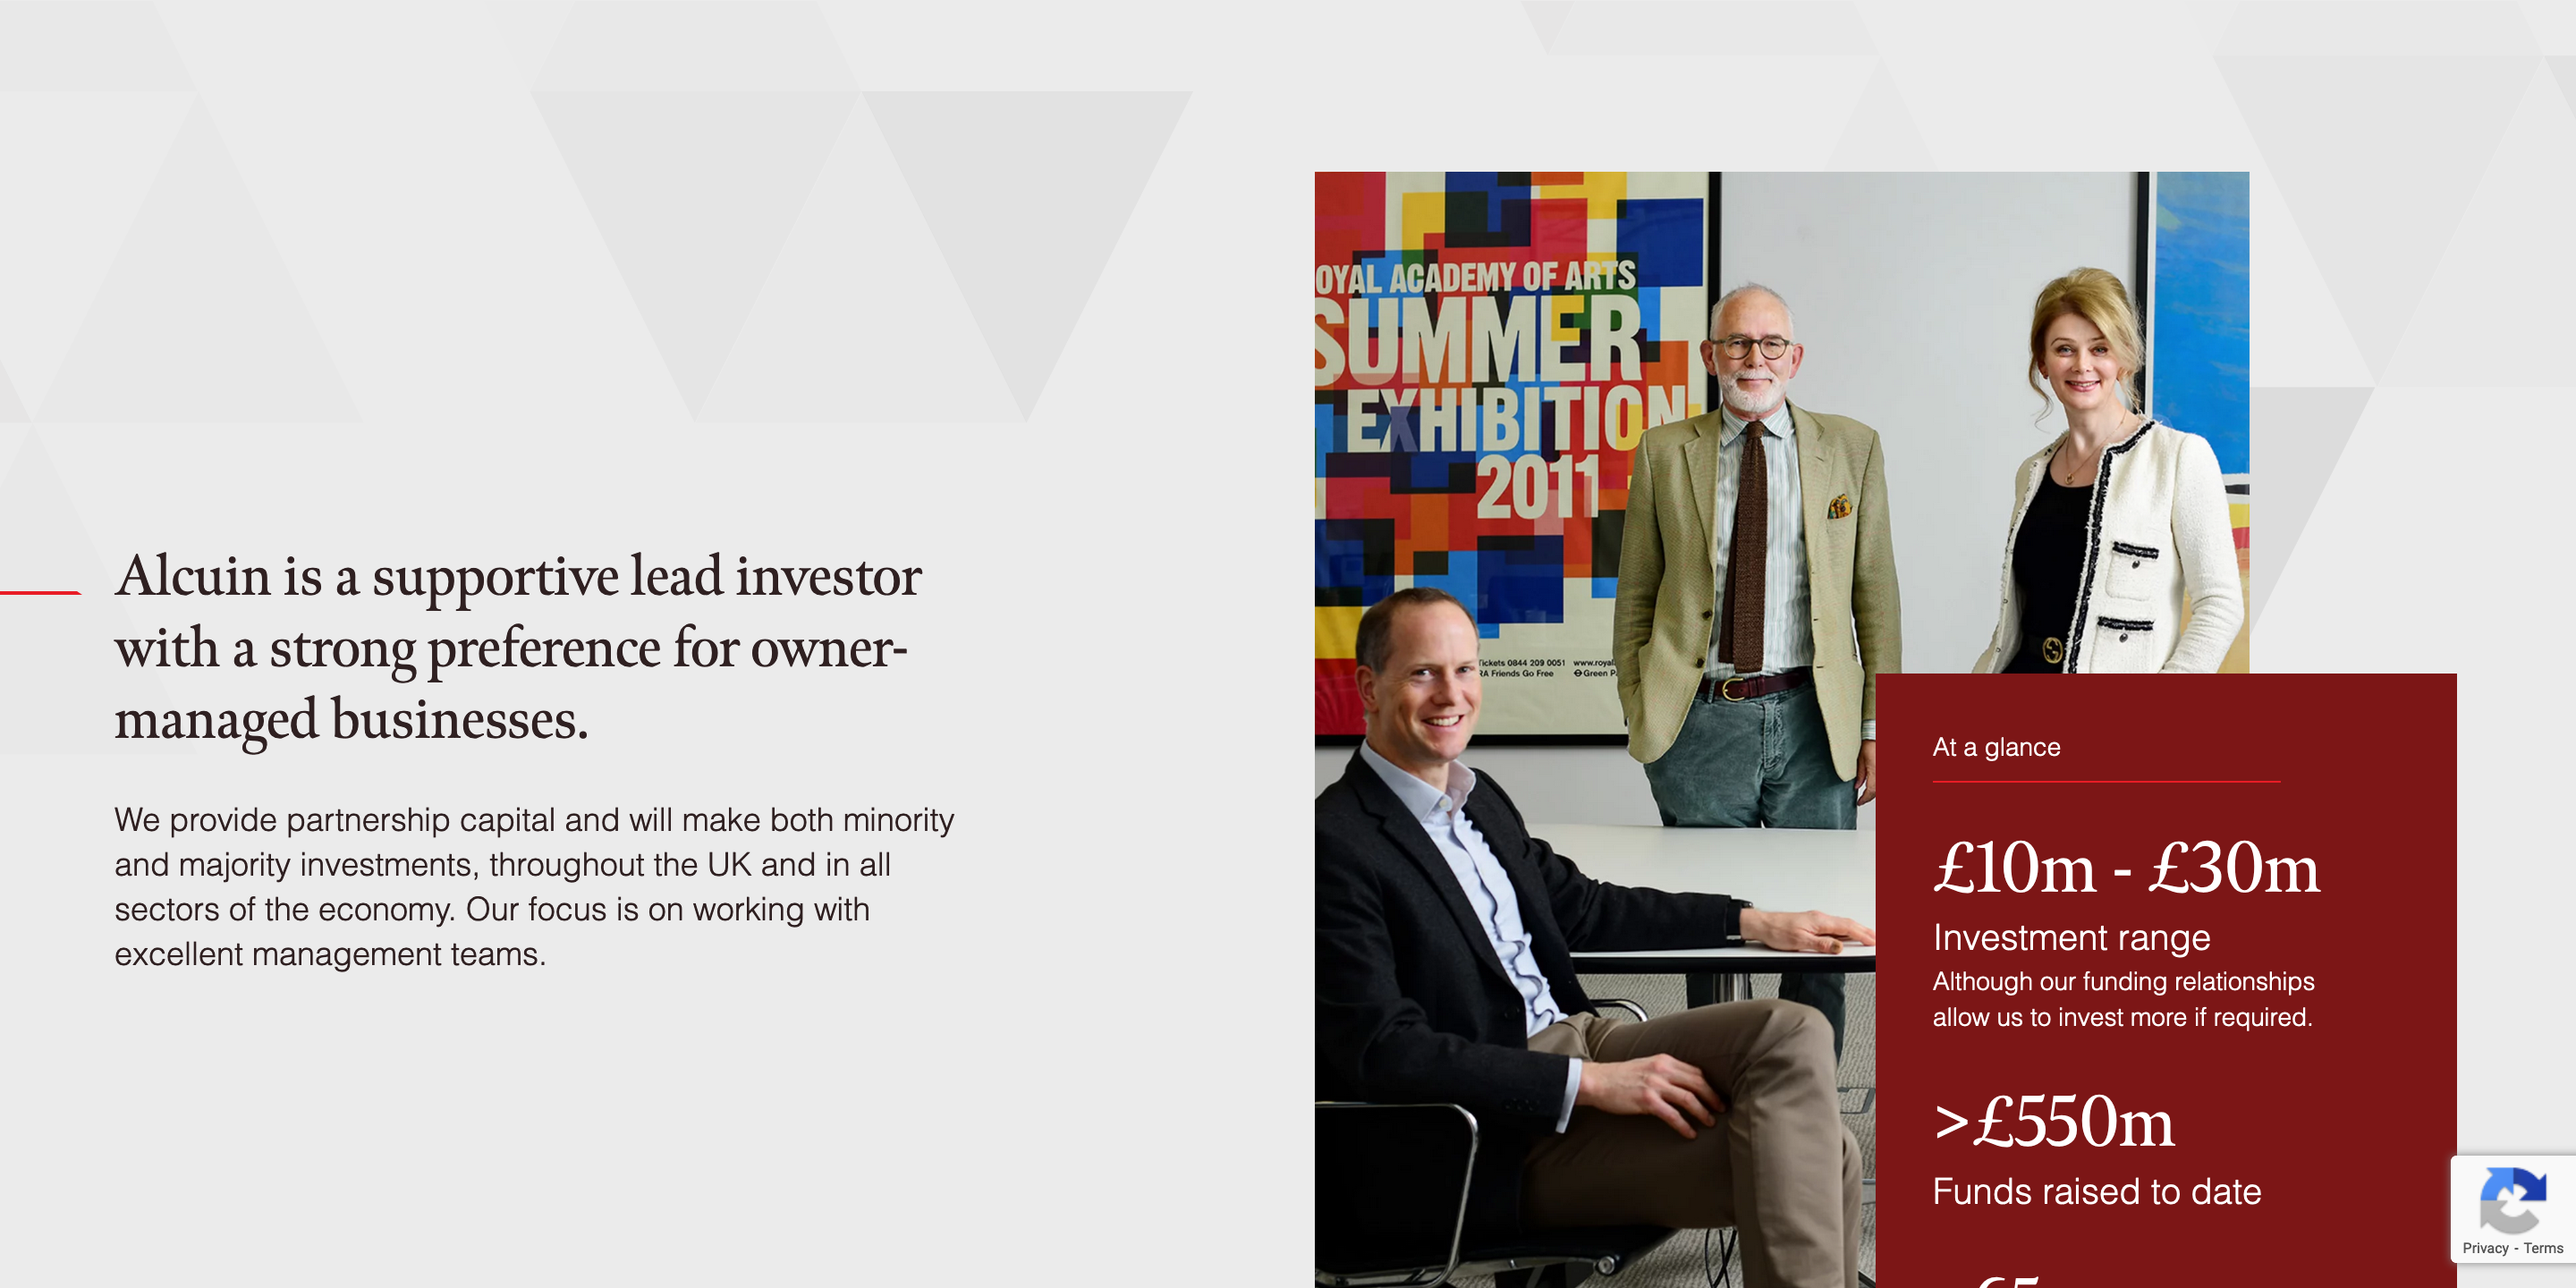 Alcuin is a supportive lead investor
with a strong preference for owner-
managed businesses.
We provide partnership capital and will make both minority
and majority investments, throughout the UK and in all
sectors of the economy. Our focus is on working with
excellent management teams.
OYAL ACADEMY OF ARTS
SUMMER
EXHIBITION
2011
ickets 0844 209 0051 www.royal
RA Friends Go Free Green P
At a glance
£10m - £30m
Investment range
Although our funding relationships
allow us to invest more if required.
>£550m
Funds raised to date
Privacy - Terms